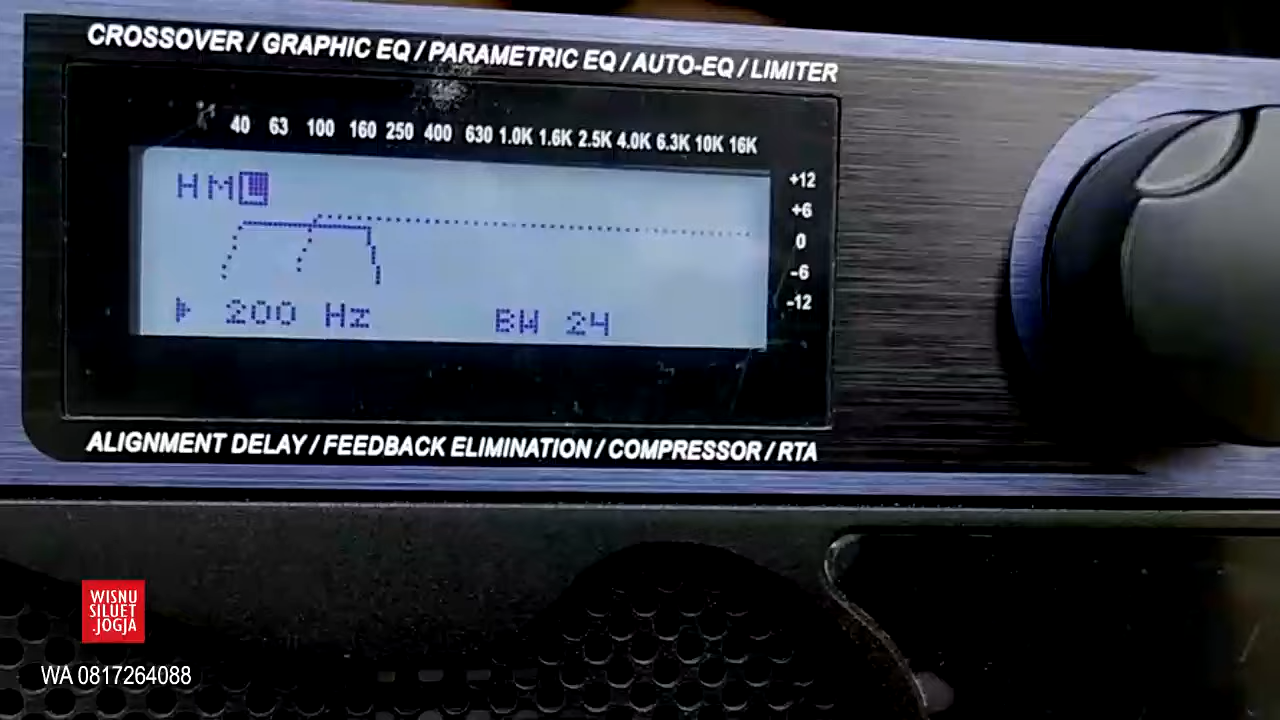 CROSSOVER / GRAPHIC EQ / PARAMETRIC EQ / AUTO-EQ / LIMITER
40 63 100 160 250 400 630 1.0K 1.6K 2.5K 4.0K 6.3K 10K 16K
HML
+12
+6
0
-6
-12
200 Hz BW 24
ALIGNMENT DELAY / FEEDBACK ELIMINATION / COMPRESSOR / RTA
WISNU
SILUET
.JOGJA
WA 0817264088